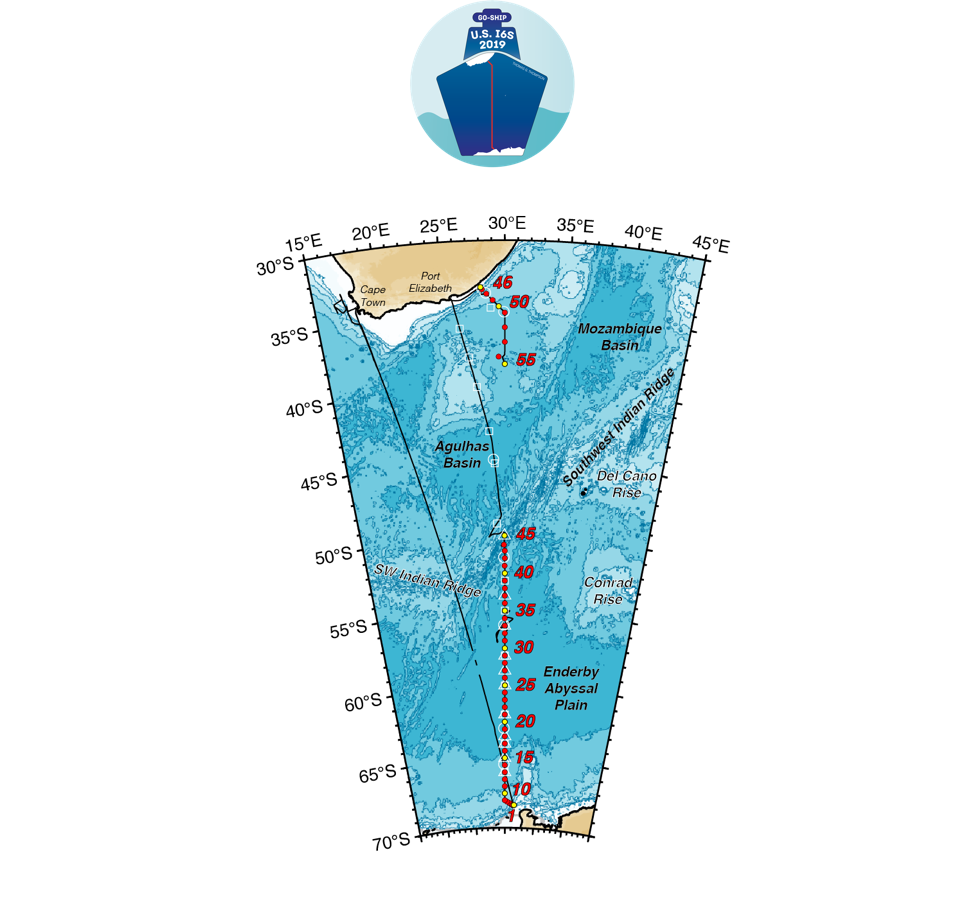 GO-SHIP
U.S. I6S
2019
15°E
20°E
25°E
30°E
35°E
40°E
45°E
30°S
35°S
40°S
45°S
50°S
55°S
60°S
65°S
70°S
Cape
Town
Port
Elizabeth
46
50
55
Mozambique
Basin
Southwest Indian Ridge
Agulhas
Basin
Del Cano
Rise
45
40
SW Indian Ridge
Conrad
Rise
35
30
25
Enderby
Abyssal
Plain
20
15
10
1